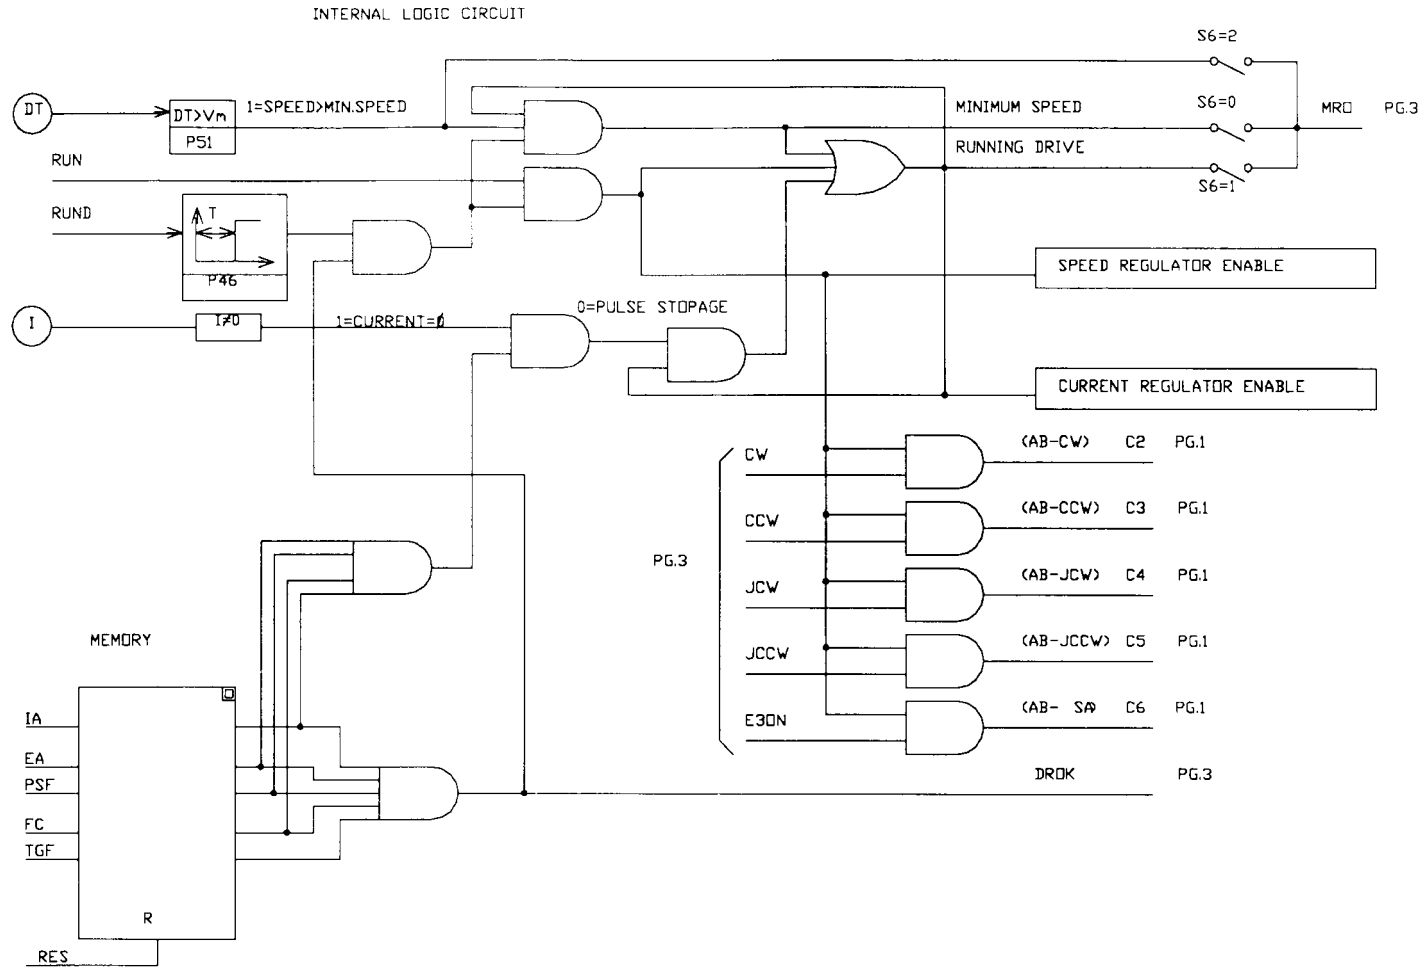 INTERNAL LOGIC CIRCUIT
S6=2
DT
DT>Vm
P51
1=SPEED>MIN.SPEED
MINIMUM SPEED
S6=0
MRO PG.3
RUN
RUNNING DRIVE
S6=1
RUND
T
P46
SPEED REGULATOR ENABLE
I
I≠0
1=CURRENT=0
0=PULSE STOPAGE
CURRENT REGULATOR ENABLE
CW
(AB-CW) C2 PG.1
CCW
(AB-CCW) C3 PG.1
PG.3
JCW
(AB-JCW) C4 PG.1
MEMORY
JCCW
(AB-JCCW) C5 PG.1
IA
E3ON
(AB- SA) C6 PG.1
EA
DROK PG.3
PSF
FC
TGF
R
RES